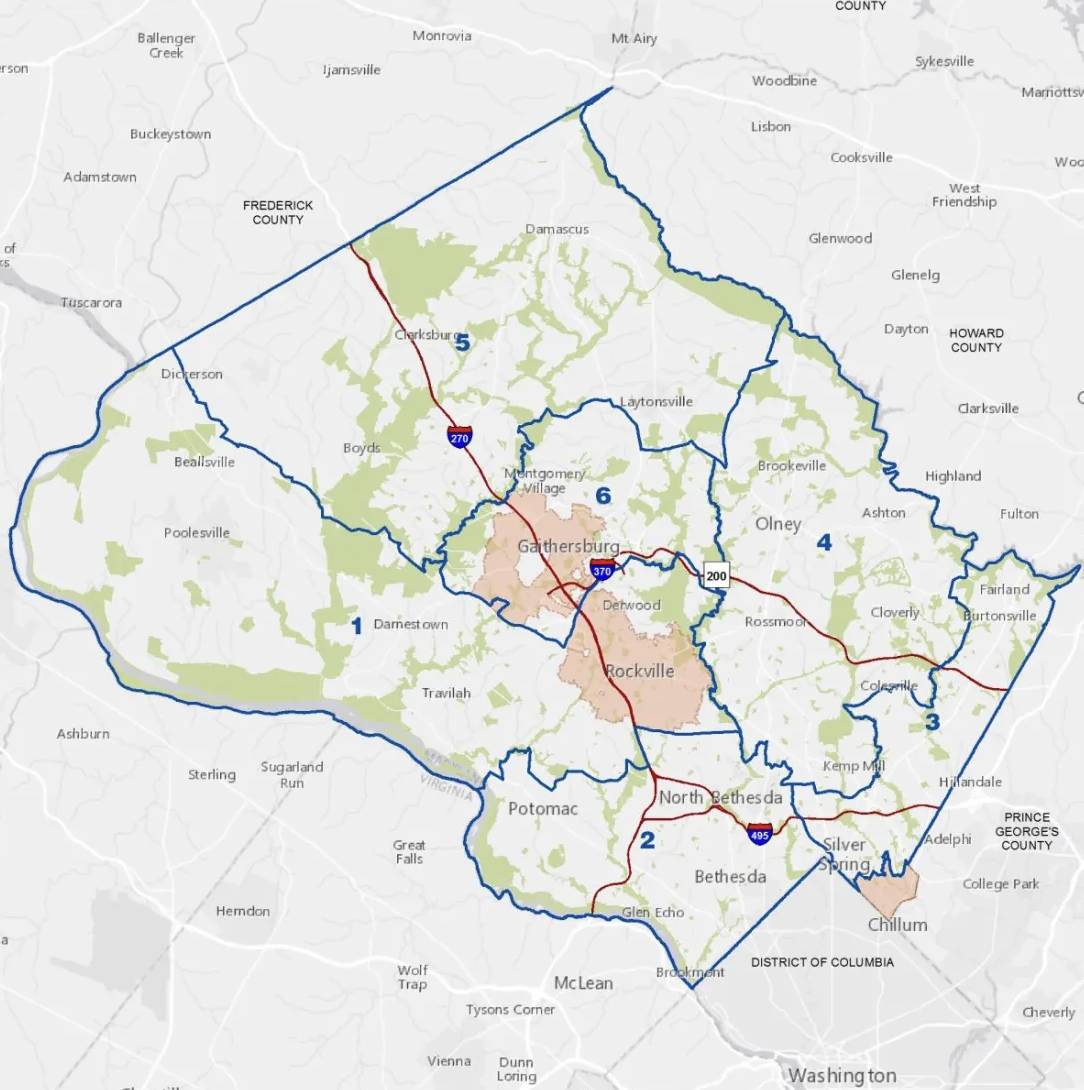 COUNTY
Ballenger
Creek
Monrovia
Mt Airy
Sykesville
erson
Ijamsville
Woodbine
Marriottsv
Buckeystown
Lisbon
Cooksville
Woo
Adamstown
West
Friendship
FREDERICK
COUNTY
Damascus
Glenwood
of
ks
Glenelg
Tuscarora
Clarksburg
5
Dayton
HOWARD
COUNTY
Dickerson
Laytonsville
Clarksville
C
270
Boyds
Beallsville
Brookeville
Highland
Montgomery
Village
6
Poolesville
Olney
Ashton
Fulton
Gaithersburg
4
370
200
Fairland
Derwood
Cloverly
Burtonsville
1
Darnestown
Rossmoor
Rockville
Travilah
Colesville
3
Ashburn
Sterling
Sugarland
Run
MARYLAND
VIRGINIA
Kemp Mill
Hillandale
Potomac
North Bethesda
PRINCE
GEORGE'S
COUNTY
2
495
Great
Falls
Silver
Spring
Adelphi
Bethesda
College Park
Herndon
Glen Echo
Chillum
a
DISTRICT OF COLUMBIA
Wolf
Trap
McLean
Brookmont
Tysons Corner
Cheverly
Vienna
Dunn
Loring
Washington